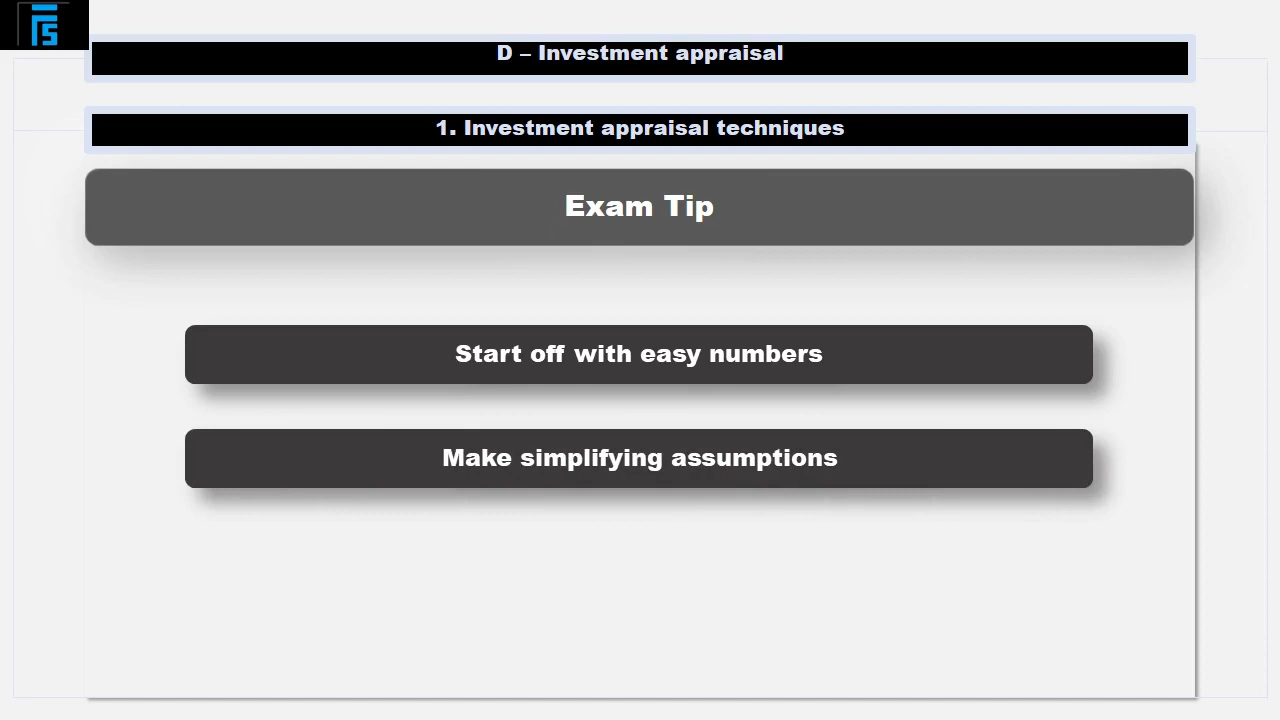 D – Investment appraisal
1. Investment appraisal techniques
Exam Tip
Start off with easy numbers
Make simplifying assumptions